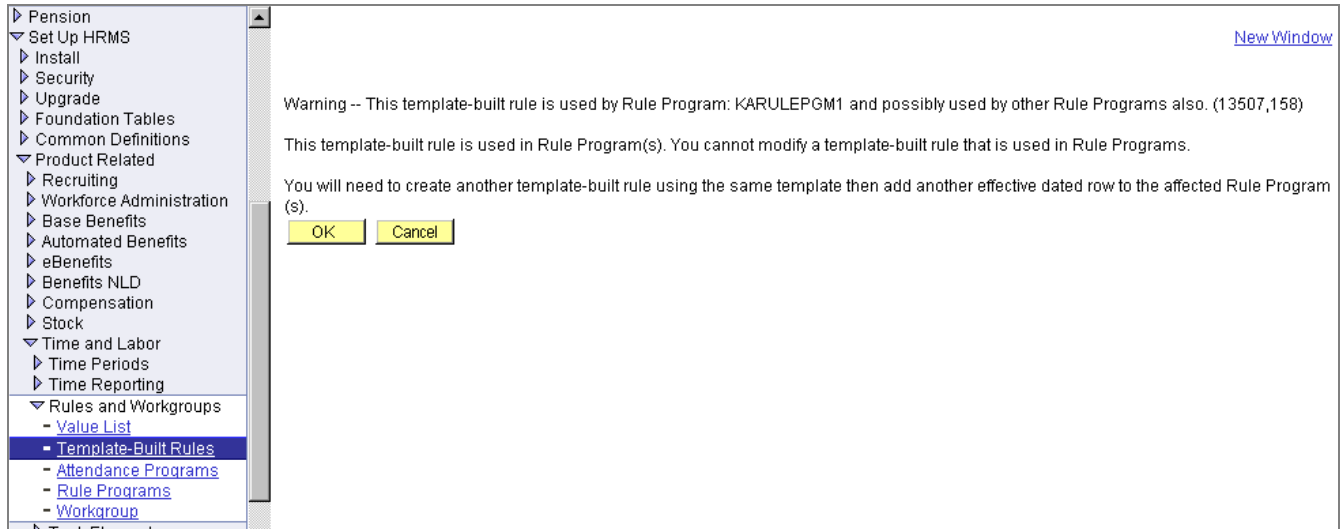 Pension
Set Up HRMS
Install
Security
Upgrade
Foundation Tables
Common Definitions
Product Related
Recruiting
Workforce Administration
Base Benefits
Automated Benefits
eBenefits
Benefits NLD
Compensation
Stock
Time and Labor
Time Periods
Time Reporting
Rules and Workgroups
- Value List
- Template-Built Rules
- Attendance Programs
- Rule Programs
- Workgroup
New Window
Warning -- This template-built rule is used by Rule Program: KARULEPGM1 and possibly used by other Rule Programs also. (13507,158)
This template-built rule is used in Rule Program(s). You cannot modify a template-built rule that is used in Rule Programs.
You will need to create another template-built rule using the same template then add another effective dated row to the affected Rule Program
(s).
OK Cancel